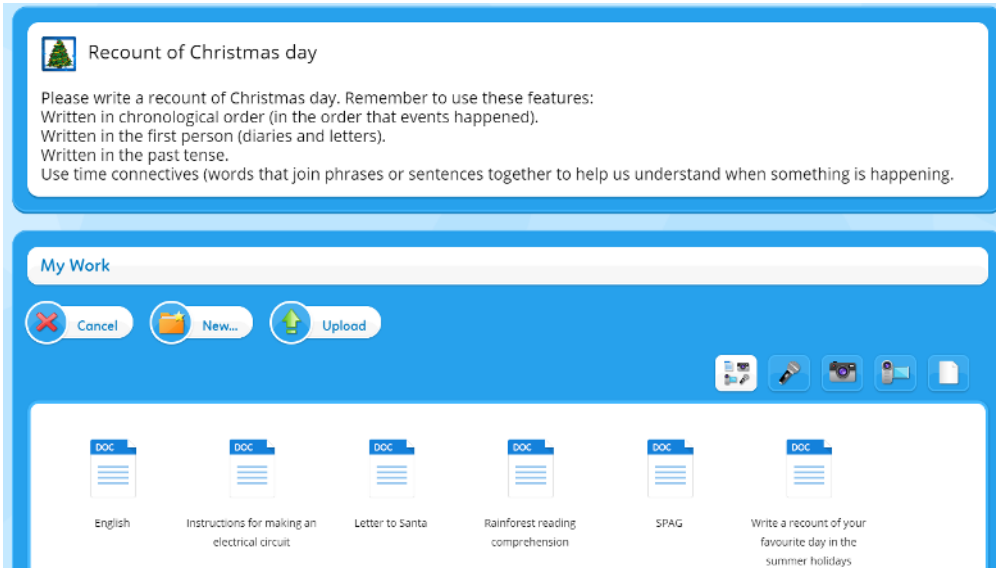 Recount of Christmas day
Please write a recount of Christmas day. Remember to use these features:
Written in chronological order (in the order that events happened).
Written in the first person (diaries and letters).
Written in the past tense.
Use time connectives (words that join phrases or sentences together to help us understand when something is happening.
My Work
Cancel New... Upload
DOC DOC DOC DOC DOC DOC
English Instructions for making an Letter to Santa Rainforest reading SPAG Write a recount of your
electrical circuit comprehension favourite day in the
summer holidays